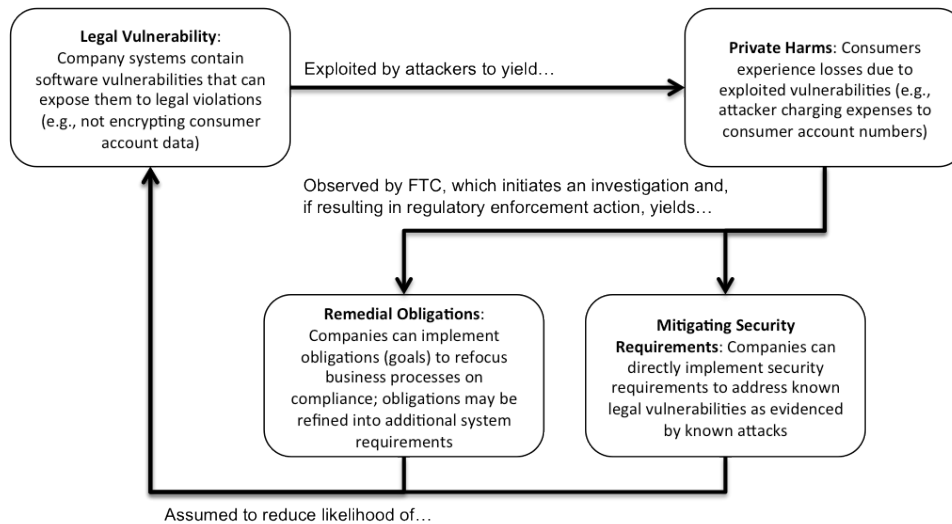 Legal Vulnerability:
Company systems contain
software vulnerabilities that can
expose them to legal violations
(e.g., not encrypting consumer
account data)
Exploited by attackers to yield…
Private Harms: Consumers
experience losses due to
exploited vulnerabilities (e.g.,
attacker charging expenses to
consumer account numbers)
Observed by FTC, which initiates an investigation and,
if resulting in regulatory enforcement action, yields…
Remedial Obligations:
Companies can implement
obligations (goals) to refocus
business processes on
compliance; obligations may be
refined into additional system
requirements
Mitigating Security
Requirements: Companies can
directly implement security
requirements to address known
legal vulnerabilities as evidenced
by known attacks
Assumed to reduce likelihood of…